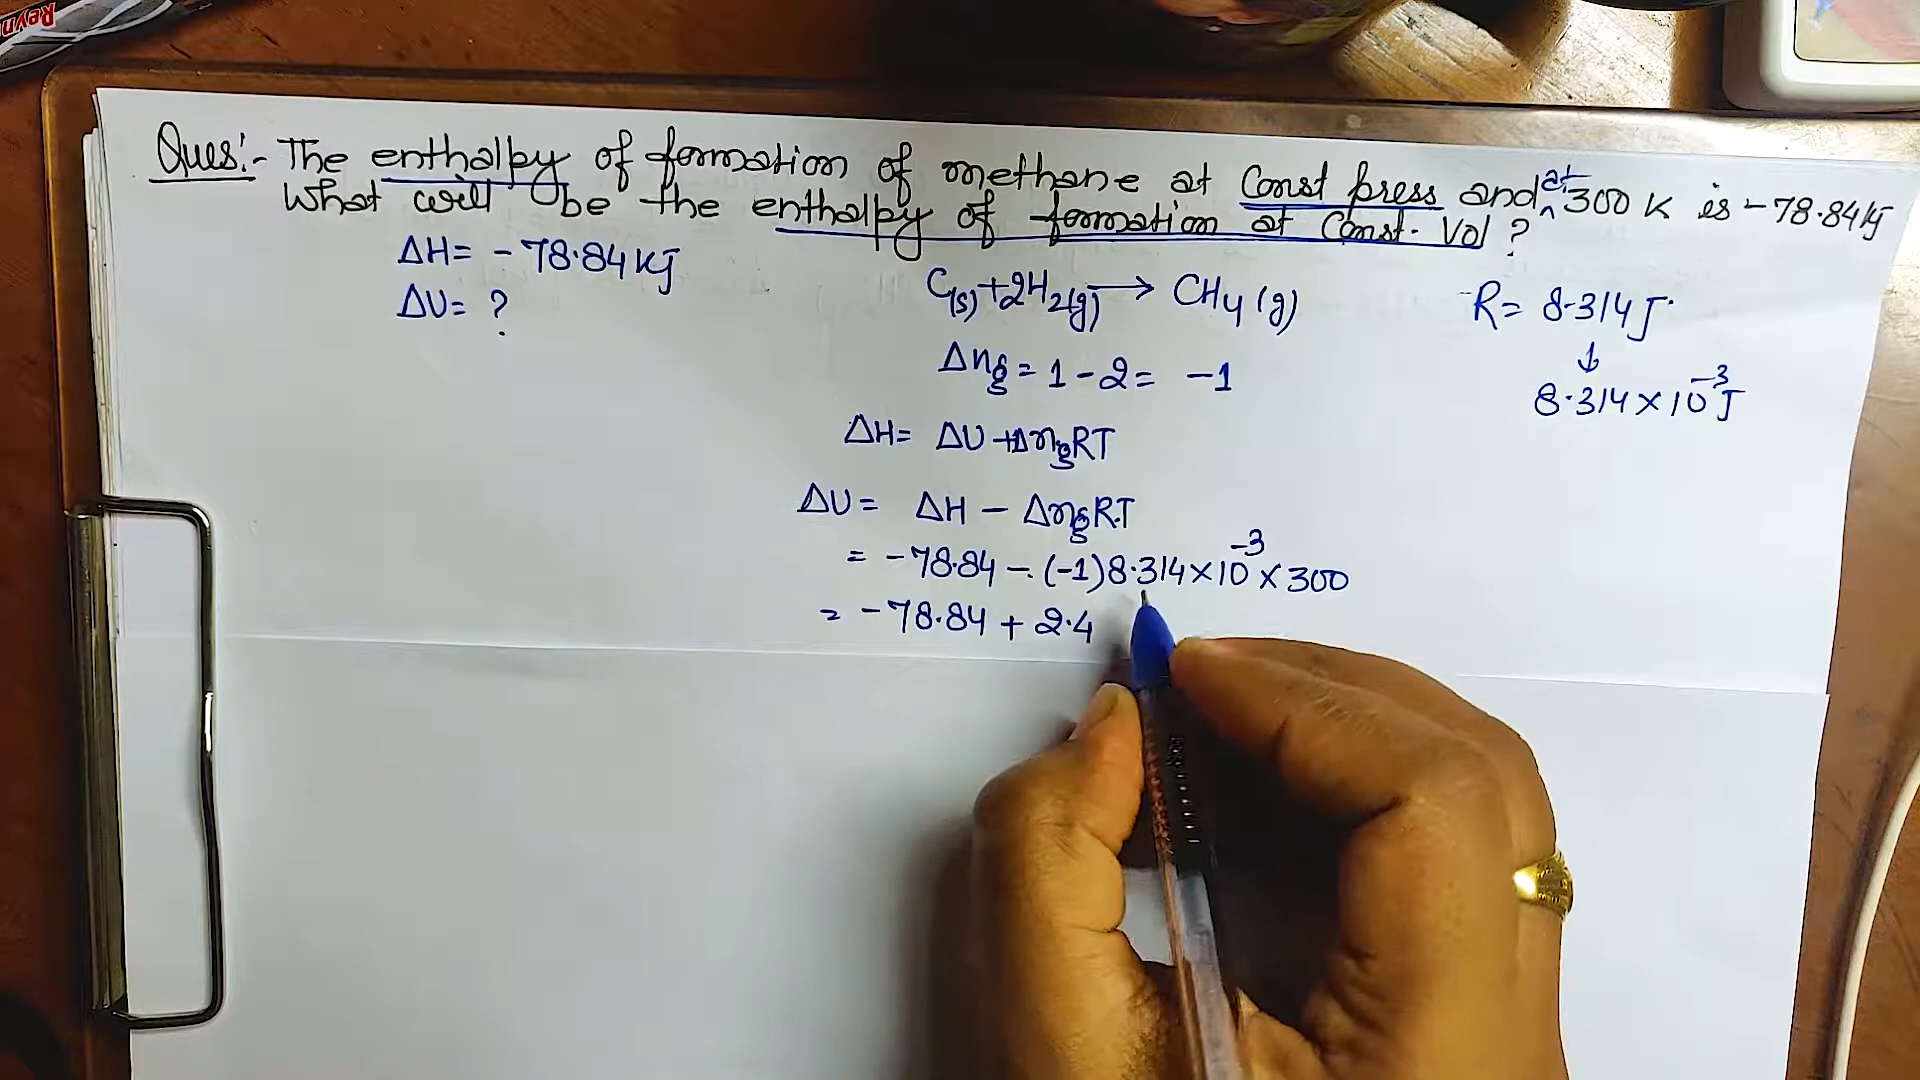 Ques:- The enthalpy of formation of methane at Const press and at 300 K is - 78.84 kJ
What will be the enthalpy of formation at Const. Vol ?
ΔH = - 78.84 kJ
ΔU = ?
C(s) + 2H2(g) → CH4 (g)
Δng = 1 - 2 = -1
ΔH = ΔU + ΔngRT
ΔU = ΔH - ΔngRT
= -78.84 - (-1) 8.314 × 10^-3 × 300
= -78.84 + 2.4
R = 8.314 J
↓
8.314 × 10^-3 J
Reyn